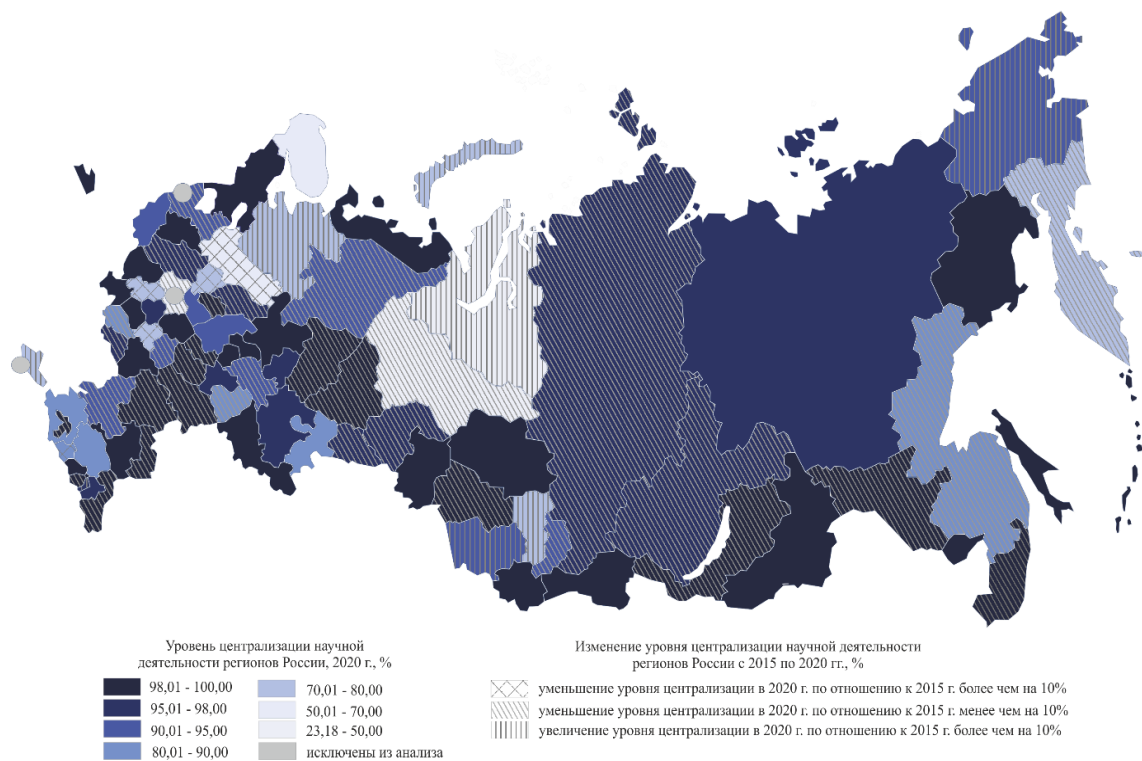 Уровень централизации научной
деятельности регионов России, 2020 г., %
98,01 - 100,00
95,01 - 98,00
90,01 - 95,00
80,01 - 90,00
70,01 - 80,00
50,01 - 70,00
23,18 - 50,00
исключены из анализа
Изменение уровня централизации научной деятельности
регионов России с 2015 по 2020 гг., %
уменьшение уровня централизации в 2020 г. по отношению к 2015 г. более чем на 10%
уменьшение уровня централизации в 2020 г. по отношению к 2015 г. менее чем на 10%
увеличение уровня централизации в 2020 г. по отношению к 2015 г. более чем на 10%